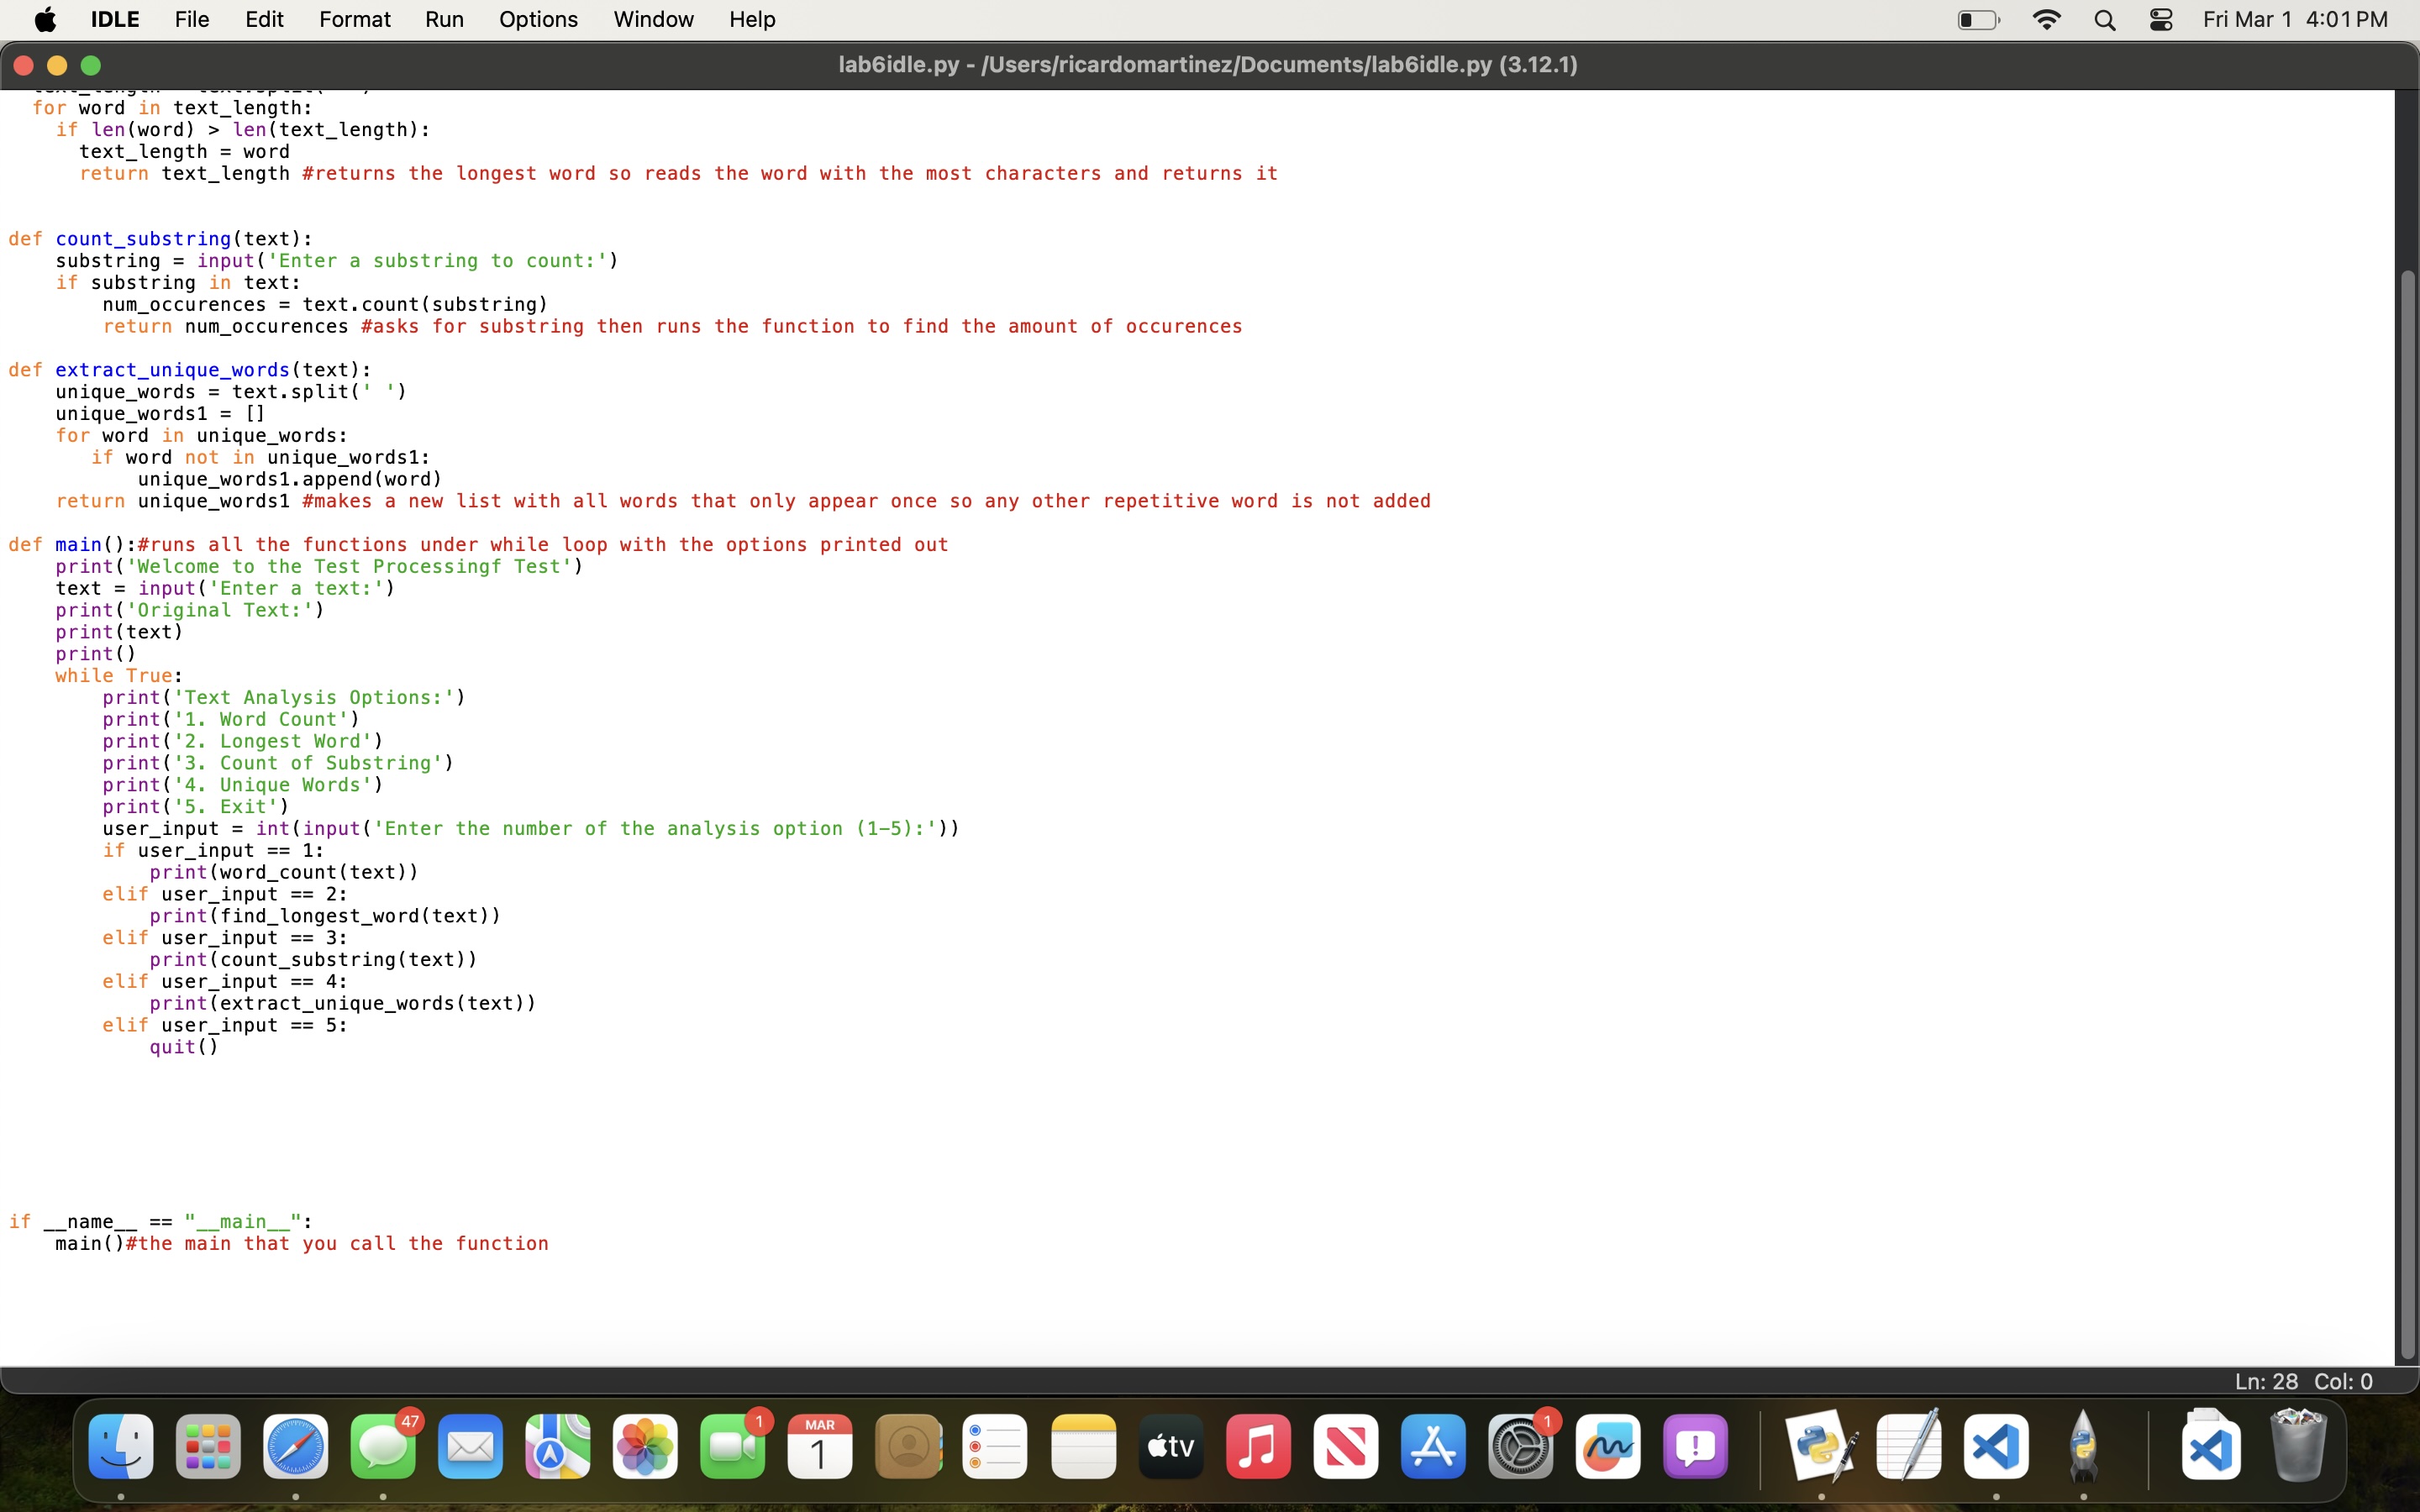 IDLE File Edit Format Run Options Window Help Fri Mar 1 4:01 PM
lab6idle.py - /Users/ricardomartinez/Documents/lab6idle.py (3.12.1)
for word in text_length:
if len(word) > len(text_length):
text_length = word
return text_length #returns the longest word so reads the word with the most characters and returns it
def count_substring(text):
substring = input('Enter a substring to count:')
if substring in text:
num_occurences = text.count(substring)
return num_occurences #asks for substring then runs the function to find the amount of occurences
def extract_unique_words(text):
unique_words = text.split(' ')
unique_words1 = []
for word in unique_words:
if word not in unique_words1:
unique_words1.append(word)
return unique_words1 #makes a new list with all words that only appear once so any other repetitive word is not added
def main():#runs all the functions under while loop with the options printed out
print('Welcome to the Test Processingf Test')
text = input('Enter a text:')
print('Original Text:')
print(text)
print()
while True:
print('Text Analysis Options:')
print('1. Word Count')
print('2. Longest Word')
print('3. Count of Substring')
print('4. Unique Words')
print('5. Exit')
user_input = int(input('Enter the number of the analysis option (1-5):'))
if user_input == 1:
print(word_count(text))
elif user_input == 2:
print(find_longest_word(text))
elif user_input == 3:
print(count_substring(text))
elif user_input == 4:
print(extract_unique_words(text))
elif user_input == 5:
quit()
if __name__ == "__main__":
main()#the main that you call the function
Ln: 28 Col: 0
47
1
MAR
1
tv
1